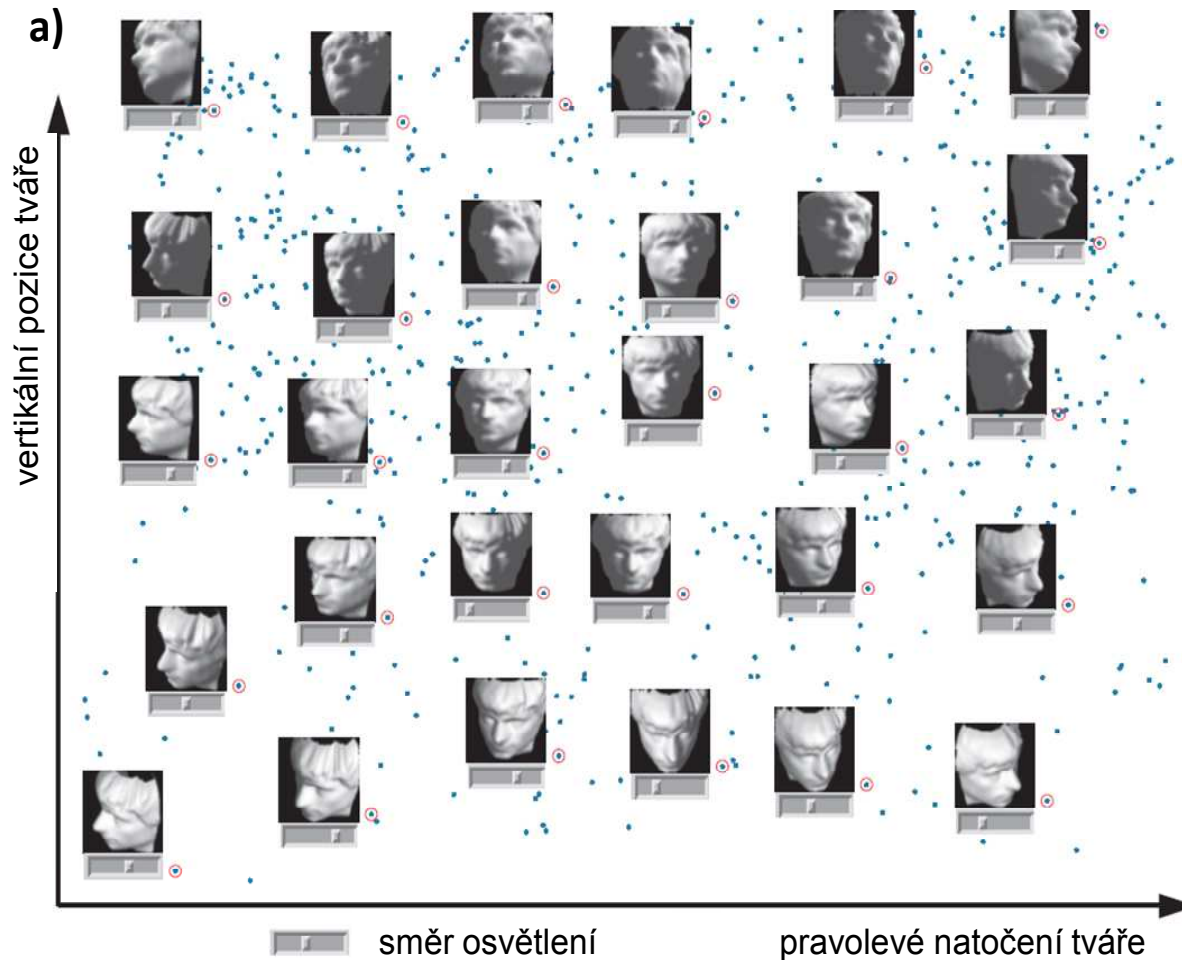 a)
vertikální pozice tváře
směr osvětlení
pravolevé natočení tváře